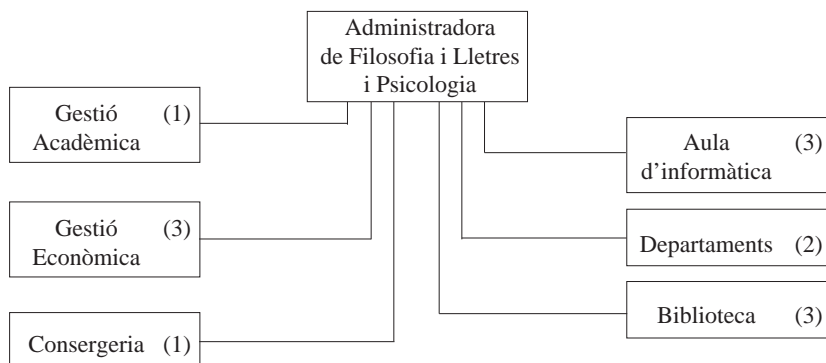 Administradora
de Filosofia i Lletres
i Psicologia
Gestió (1)
Acadèmica
Gestió (3)
Econòmica
Consergeria (1)
Aula (3)
d'informàtica
Departaments (2)
Biblioteca (3)